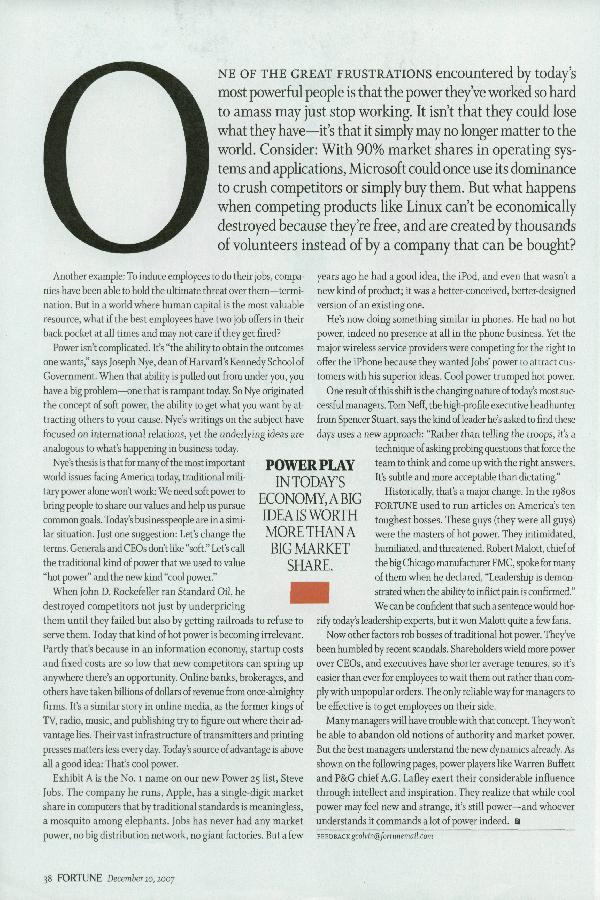 ONE OF THE GREAT FRUSTRATIONS encountered by today's
most powerful people is that the power they've worked so hard
to amass may just stop working. It isn't that they could lose
what they have—it's that it simply may no longer matter to the
world. Consider: With 90% market shares in operating sys-
tems and applications, Microsoft could once use its dominance
to crush competitors or simply buy them. But what happens
when competing products like Linux can't be economically
destroyed because they're free, and are created by thousands
of volunteers instead of by a company that can be bought?
Another example: To induce employees to do their jobs, compa-
nies have been able to hold the ultimate threat over them—termi-
nation. But in a world where human capital is the most valuable
resource, what if the best employees have two job offers in their
back pocket at all times and may not care if they get fired?
Power isn't complicated. It's "the ability to obtain the outcomes
one wants," says Joseph Nye, dean of Harvard's Kennedy School of
Government. When that ability is pulled out from under you, you
have a big problem—one that is rampant today. So Nye originated
the concept of soft power, the ability to get what you want by at-
tracting others to your cause. Nye's writings on the subject have
focused on international relations, yet the underlying ideas are
analogous to what's happening in business today.
Nye's thesis is that for many of the most important
world issues facing America today, traditional mili-
tary power alone won't work: We need soft power to
bring people to share our values and help us pursue
common goals. Today's businesspeople are in a simi-
lar situation. Just one suggestion: Let's change the
terms. Generals and CEOs don't like "soft." Let's call
the traditional kind of power that we used to value
"hot power" and the new kind "cool power."
When John D. Rockefeller ran Standard Oil, he
destroyed competitors not just by underpricing
them until they failed but also by getting railroads to refuse to
serve them. Today that kind of hot power is becoming irrelevant.
Partly that's because in an information economy, startup costs
and fixed costs are so low that new competitors can spring up
anywhere there's an opportunity. Online banks, brokerages, and
others have taken billions of dollars of revenue from once-almighty
firms. It's a similar story in online media, as the former kings of
TV, radio, music, and publishing try to figure out where their ad-
vantage lies. Their vast infrastructure of transmitters and printing
presses matters less every day. Today's source of advantage is above
all a good idea: That's cool power.
Exhibit A is the No. 1 name on our new Power 25 list, Steve
Jobs. The company he runs, Apple, has a single-digit market
share in computers that by traditional standards is meaningless,
a mosquito among elephants. Jobs has never had any market
power, no big distribution network, no giant factories. But a few
POWER PLAY
IN TODAY'S
ECONOMY, A BIG
IDEA IS WORTH
MORE THAN A
BIG MARKET
SHARE.
years ago he had a good idea, the iPod, and even that wasn't a
new kind of product; it was a better-conceived, better-designed
version of an existing one.
He's now doing something similar in phones. He had no hot
power, indeed no presence at all in the phone business. Yet the
major wireless service providers were competing for the right to
offer the iPhone because they wanted Jobs' power to attract cus-
tomers with his superior ideas. Cool power trumped hot power.
One result of this shift is the changing nature of today's most suc-
cessful managers. Tom Neff, the high-profile executive headhunter
from Spencer Stuart, says the kind of leader he's asked to find these
days uses a new approach: "Rather than telling the troops, it's a
technique of asking probing questions that force the
team to think and come up with the right answers.
It's subtle and more acceptable than dictating."
Historically, that's a major change. In the 1980s
FORTUNE used to run articles on America's ten
toughest bosses. These guys (they were all guys)
were the masters of hot power. They intimidated,
humiliated, and threatened. Robert Malott, chief of
the big Chicago manufacturer FMC, spoke for many
of them when he declared, "Leadership is demon-
strated when the ability to inflict pain is confirmed."
We can be confident that such a sentence would hor-
rify today's leadership experts, but it won Malott quite a few fans.
Now other factors rob bosses of traditional hot power. They've
been humbled by recent scandals. Shareholders wield more power
over CEOs, and executives have shorter average tenures, so it's
easier than ever for employees to wait them out rather than com-
ply with unpopular orders. The only reliable way for managers to
be effective is to get employees on their side.
Many managers will have trouble with that concept. They won't
be able to abandon old notions of authority and market power.
But the best managers understand the new dynamics already. As
shown on the following pages, power players like Warren Buffett
and P&G chief A.G. Lafley exert their considerable influence
through intellect and inspiration. They realize that while cool
power may feel new and strange, it's still power—and whoever
understands it commands a lot of power indeed.
FEEDBACK gcolvin@fortunemail.com
38 FORTUNE December 10, 2007